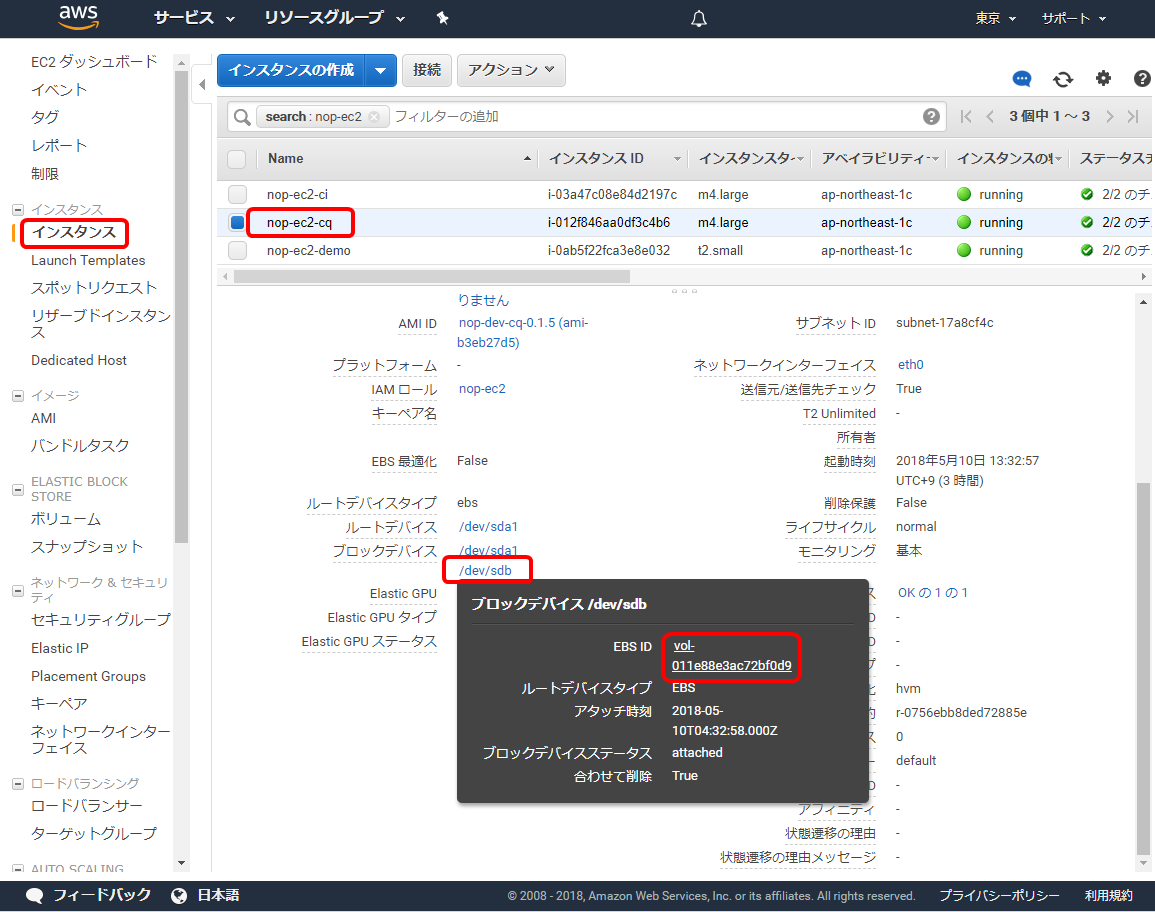 aws
サービス
リソースグループ
東京
サポート
EC2 ダッシュボード
イベント
タグ
レポート
制限
インスタンス
インスタンス
Launch Templates
スポットリクエスト
リザーブドインスタン
ス
Dedicated Host
イメージ
AMI
バンドルタスク
ELASTIC BLOCK
STORE
ボリューム
スナップショット
ネットワーク & セキュリ
ティ
セキュリティグループ
Elastic IP
Placement Groups
キーペア
ネットワークインター
フェイス
ロードバランシング
ロードバランサー
ターゲットグループ
AUTO SCALING
インスタンスの作成
接続
アクション
search : nop-ec2
フィルターの追加
3 個中 1 ～ 3
Name インスタンス ID インスタンスタ アベイラビリティ インスタンスの ステータス
nop-ec2-ci i-03a47c08e84d2197c m4.large ap-northeast-1c running 2/2 のチ
nop-ec2-cq i-012f846aa0df3c4b6 m4.large ap-northeast-1c running 2/2 のチ
nop-ec2-demo i-0ab5f22fca3e8e032 t2.small ap-northeast-1c running 2/2 のチ
りません
AMI ID nop-dev-cq-0.1.5 (ami-
b3eb27d5)
プラットフォーム -
IAM ロール nop-ec2
キーペア名
EBS 最適化 False
ルートデバイスタイプ ebs
ルートデバイス /dev/sda1
ブロックデバイス /dev/sda1
/dev/sdb
Elastic GPU
Elastic GPU タイプ
Elastic GPU ステータス
サブネット ID subnet-17a8cf4c
ネットワークインターフェイス eth0
送信元/送信先チェック True
T2 Unlimited -
所有者
起動時刻 2018年5月10日 13:32:57
UTC+9 (3 時間)
削除保護 False
ライフサイクル normal
モニタリング 基本
ス OK の 1 の 1
D -
D -
プ -
hvm
約 r-0756ebb8ded72885e
ス 0
ー default
D -
アフィニティ -
状態遷移の理由 -
状態遷移の理由メッセージ -
ブロックデバイス /dev/sdb
EBS ID vol-
011e88e3ac72bf0d9
ルートデバイスタイプ EBS
アタッチ時刻 2018-05-
10T04:32:58.000Z
ブロックデバイスステータス attached
合わせて削除 True
フィードバック
日本語
© 2008 - 2018, Amazon Web Services, Inc. or its affiliates. All rights reserved.
プライバシーポリシー
利用規約